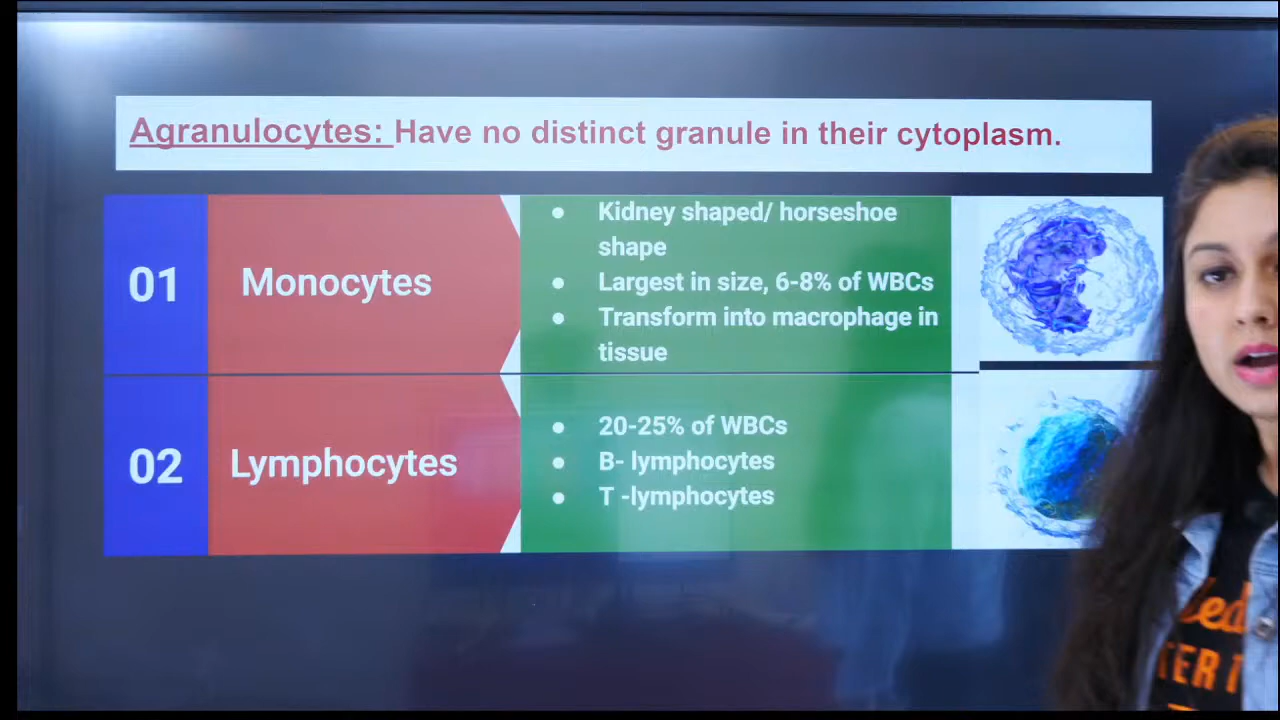 Agranulocytes: Have no distinct granule in their cytoplasm.
01
Monocytes
● Kidney shaped/ horseshoe
shape
● Largest in size, 6-8% of WBCs
● Transform into macrophage in
tissue
02
Lymphocytes
● 20-25% of WBCs
● B- lymphocytes
● T -lymphocytes